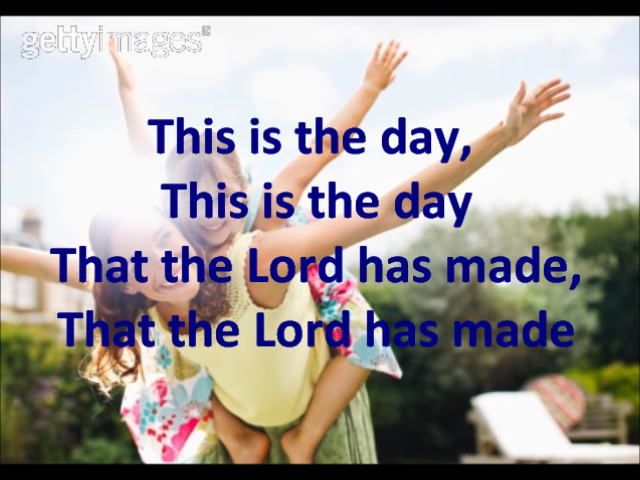 gettyimages®
This is the day,
This is the day
That the Lord has made,
That the Lord has made